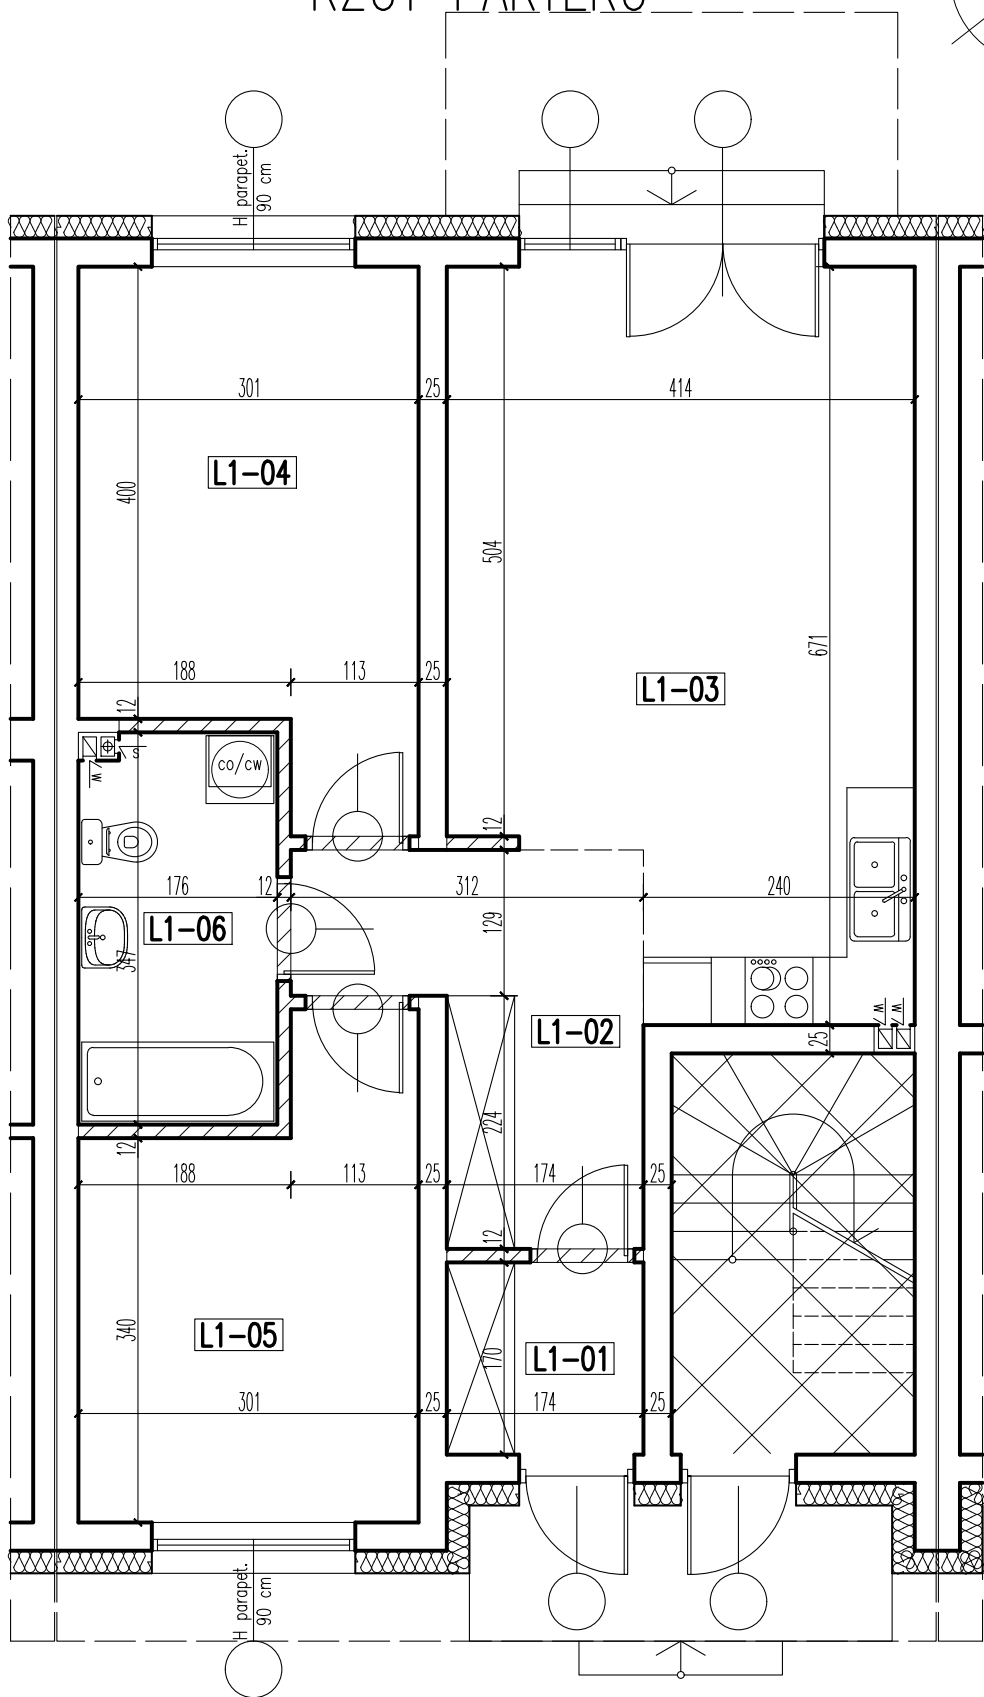 RZUT PARTERU
H parapet.
90 cm
301
25
414
L1-04
400
504
671
188
113
25
L1-03
12
12
S
W
CO/CW
176
12
312
240
L1-06
347
129
L1-02
W
W
25
224
12
188
113
25
174
25
12
340
L1-05
170
L1-01
301
25
174
25
H parapet.
90 cm